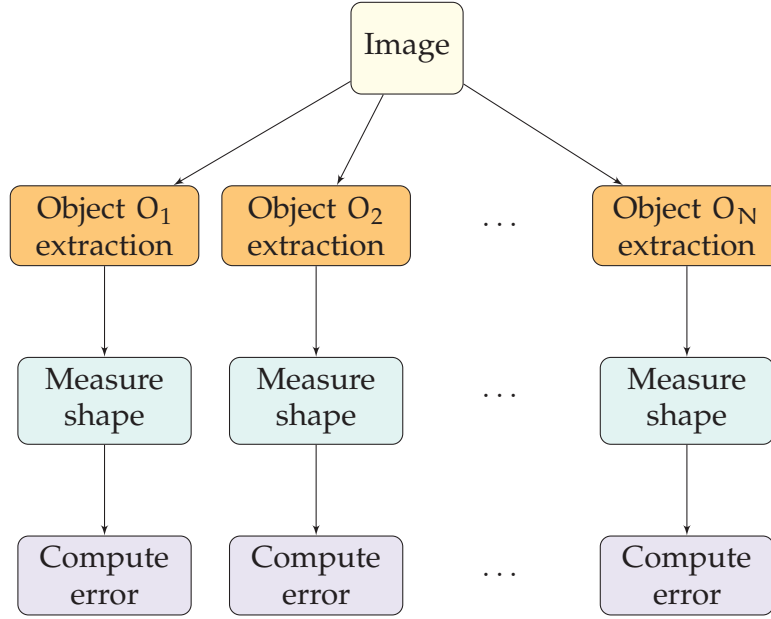 Image
Object O₁
extraction
Object O₂
extraction
. . .
Object O_N
extraction
Measure
shape
Measure
shape
. . .
Measure
shape
Compute
error
Compute
error
. . .
Compute
error